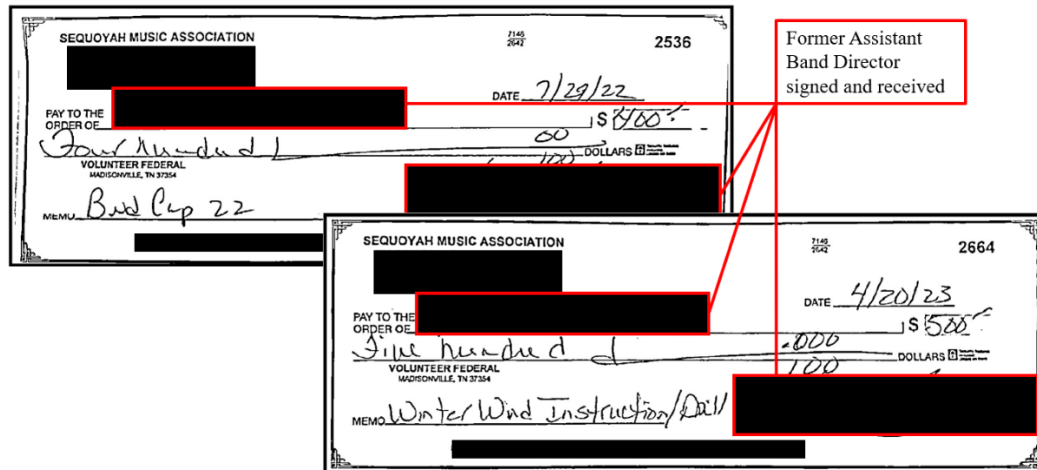 SEQUOYAH MUSIC ASSOCIATION
7146
2642
2536
DATE 7/29/22
PAY TO THE
ORDER OF
$ 400
Four hundred 00
100 DOLLARS
VOLUNTEER FEDERAL
MADISONVILLE, TN 37354
MEMO 22
Former Assistant
Band Director
signed and received
SEQUOYAH MUSIC ASSOCIATION
7146
2642
2664
DATE 4/20/23
PAY TO THE
ORDER OF
$ 500
Five hundred .000
100 DOLLARS
VOLUNTEER FEDERAL
MADISONVILLE, TN 37354
MEMO Winter Wind Instruction/